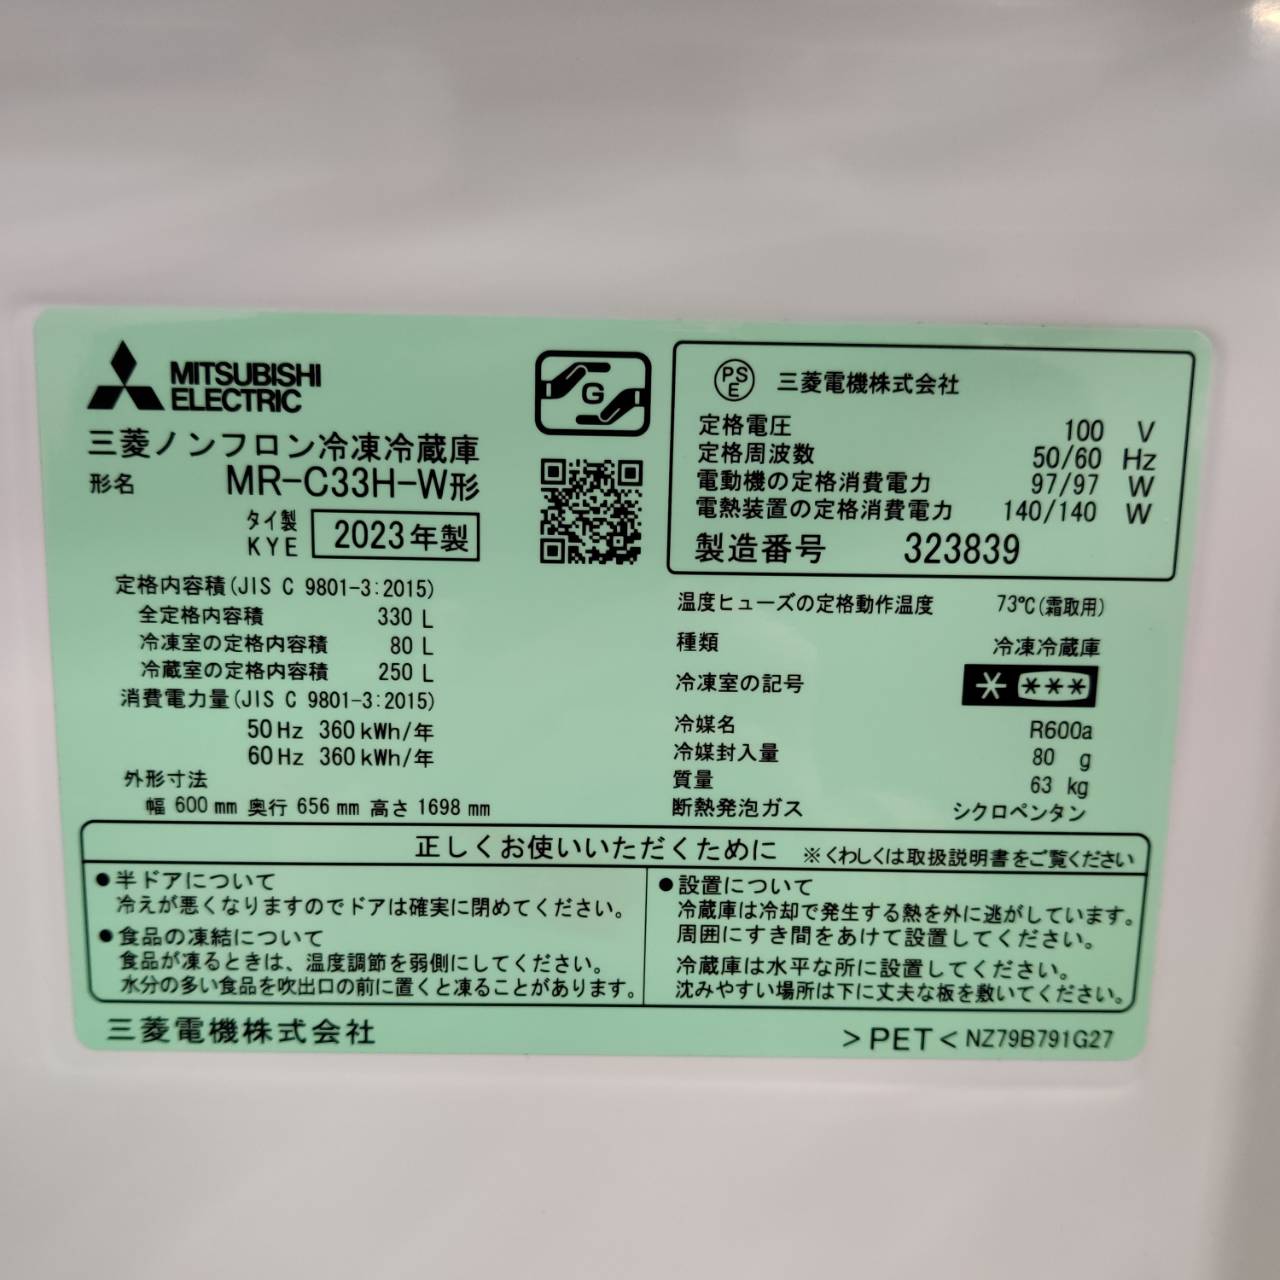 MITSUBISHI
ELECTRIC
三菱ノンフロン冷凍冷蔵庫
形名 MR-C33H-W形
タイ製
KYE 2023年製
G
定格内容積(JIS C 9801-3:2015)
全定格内容積 330 L
冷凍室の定格内容積 80 L
冷蔵室の定格内容積 250 L
消費電力量(JIS C 9801-3:2015)
50Hz 360kWh/年
60Hz 360kWh/年
外形寸法
幅 600mm 奥行 656mm 高さ 1698mm
PSE 三菱電機株式会社
定格電圧 100 V
定格周波数 50/60 Hz
電動機の定格消費電力 97/97 W
電熱装置の定格消費電力 140/140 W
製造番号 323839
温度ヒューズの定格動作温度 73℃(霜取用)
種類 冷凍冷蔵庫
冷凍室の記号 * ***
冷媒名 R600a
冷媒封入量 80 g
質量 63 kg
断熱発泡ガス シクロペンタン
正しくお使いいただくために ※くわしくは取扱説明書をご覧ください
●半ドアについて
冷えが悪くなりますのでドアは確実に閉めてください。
●食品の凍結について
食品が凍るときは、温度調節を弱側にしてください。
水分の多い食品を吹出口の前に置くと凍ることがあります。
●設置について
冷蔵庫は冷却で発生する熱を外に逃がしています。
周囲にすき間をあけて設置してください。
冷蔵庫は水平な所に設置してください。
沈みやすい場所は下に丈夫な板を敷いてください。
三菱電機株式会社
>PET< NZ79B791G27